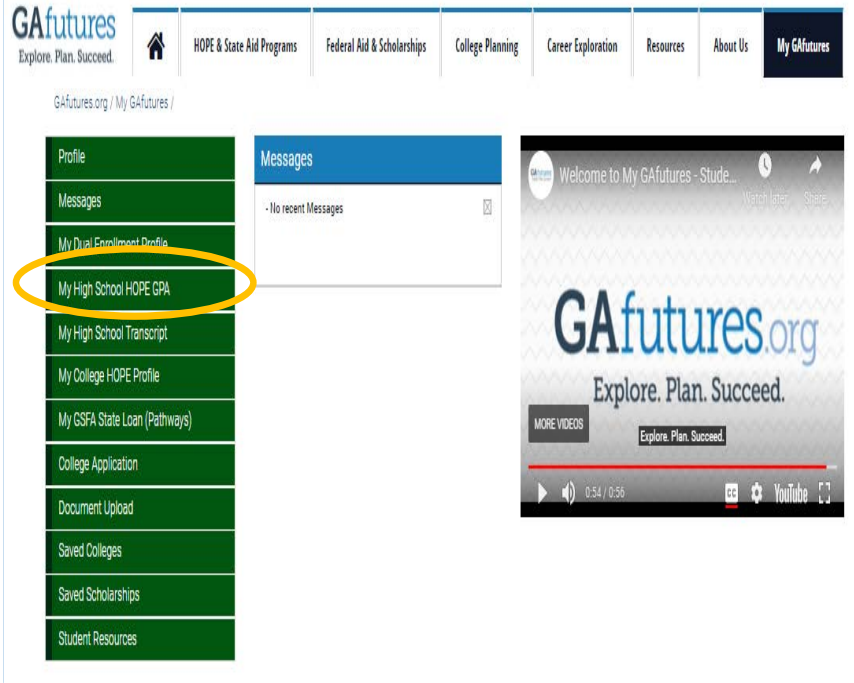 GAfutures
Explore. Plan. Succeed.
HOPE & State Aid Programs
Federal Aid & Scholarships
College Planning
Career Exploration
Resources
About Us
My GAfutures
GAfutures.org / My GAfutures /
Profile
Messages
My Dual Enrollment Profile
My High School HOPE GPA
My High School Transcript
My College HOPE Profile
My GSFA State Loan (Pathways)
College Application
Document Upload
Saved Colleges
Saved Scholarships
Student Resources
Messages
- No recent Messages
Welcome to My GAfutures - Stude...
Watch later
Share
GAfutures.org
Explore. Plan. Succeed.
MORE VIDEOS
Explore. Plan. Succeed.
0:54 / 0:56
CC
YouTube